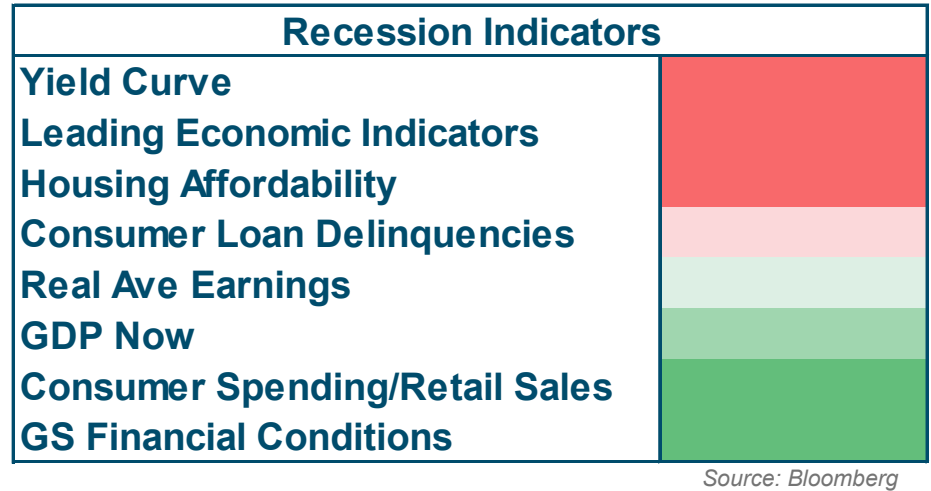 Recession Indicators
Yield Curve
Leading Economic Indicators
Housing Affordability
Consumer Loan Delinquencies
Real Ave Earnings
GDP Now
Consumer Spending/Retail Sales
GS Financial Conditions
Source: Bloomberg